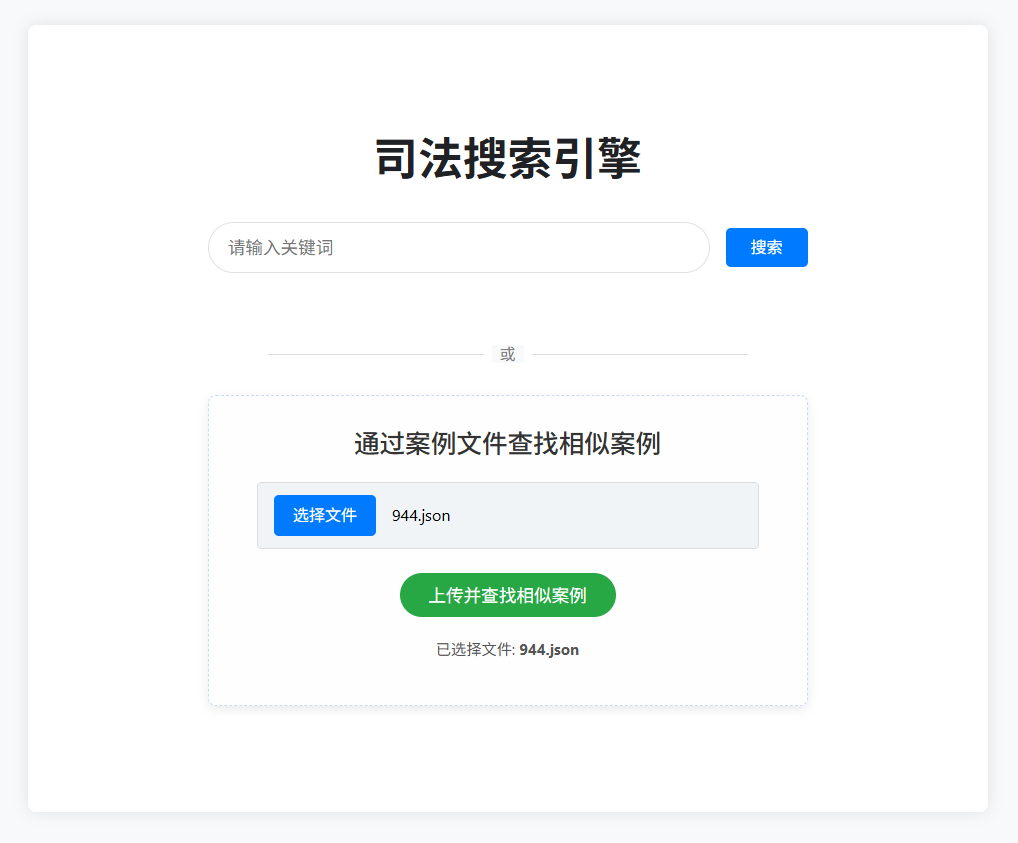 司法搜索引擎
请输入关键词
搜索
或
通过案例文件查找相似案例
选择文件 944.json
上传并查找相似案例
已选择文件: 944.json